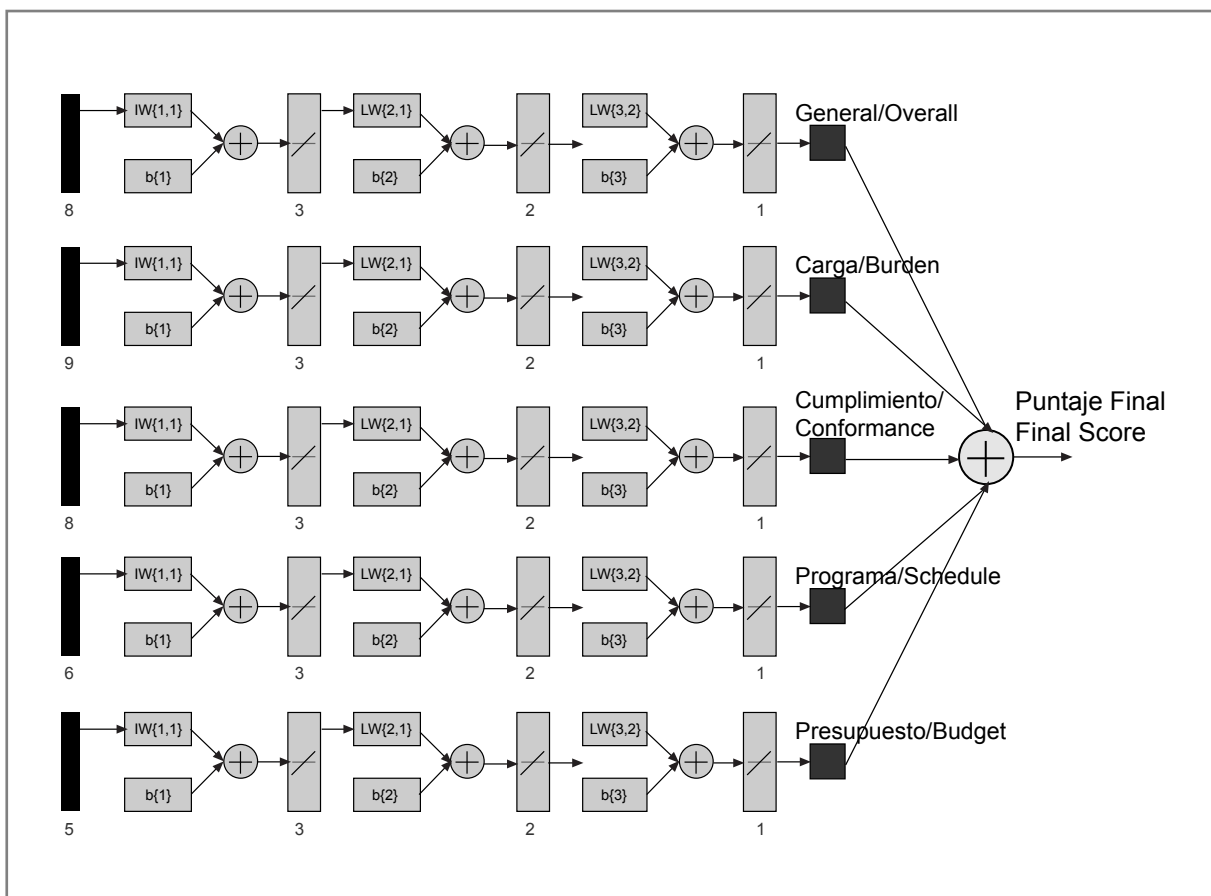 IW{1,1}
LW{2,1}
LW{3,2}
General/Overall
b{1}
b{2}
b{3}
8
3
2
1
IW{1,1}
LW{2,1}
LW{3,2}
Carga/Burden
b{1}
b{2}
b{3}
9
3
2
1
IW{1,1}
LW{2,1}
LW{3,2}
Cumplimiento/
Conformance
b{1}
b{2}
b{3}
8
3
2
1
Puntaje Final
Final Score
IW{1,1}
LW{2,1}
LW{3,2}
Programa/Schedule
b{1}
b{2}
b{3}
6
3
2
1
IW{1,1}
LW{2,1}
LW{3,2}
Presupuesto/Budget
b{1}
b{2}
b{3}
5
3
2
1